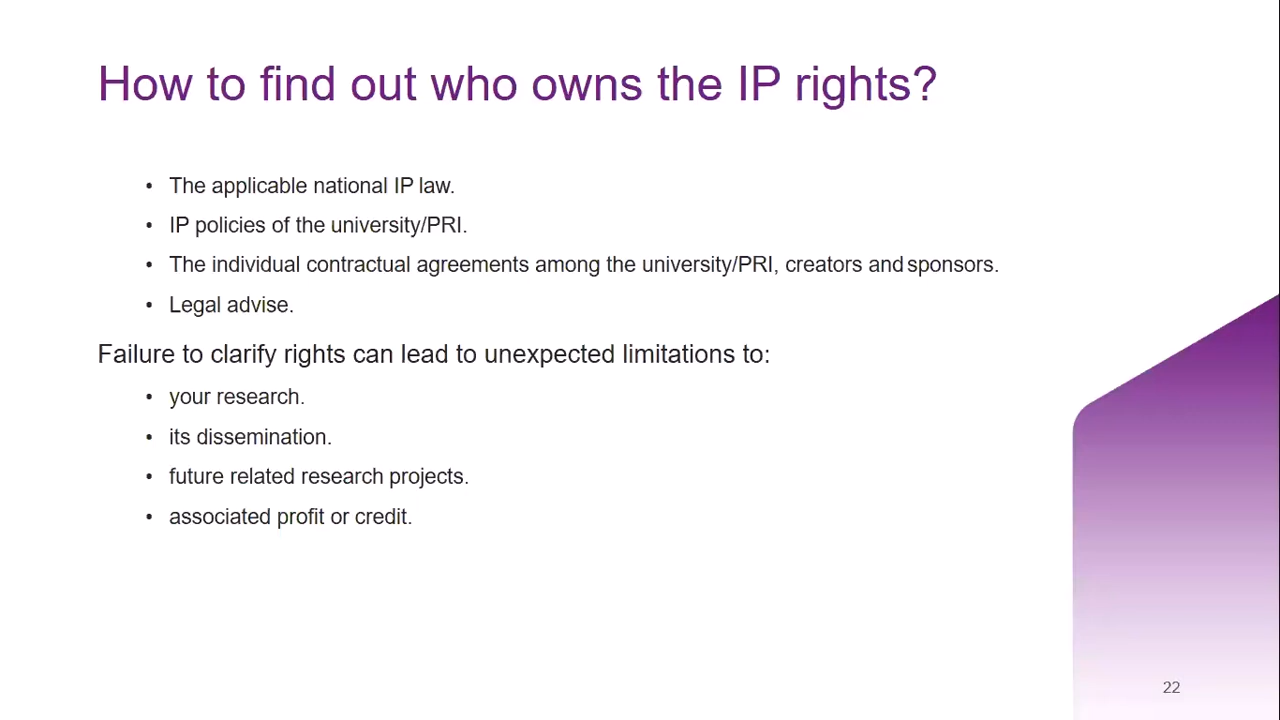 How to find out who owns the IP rights?
• The applicable national IP law.
• IP policies of the university/PRI.
• The individual contractual agreements among the university/PRI, creators and sponsors.
• Legal advise.
Failure to clarify rights can lead to unexpected limitations to:
• your research.
• its dissemination.
• future related research projects.
• associated profit or credit.
22